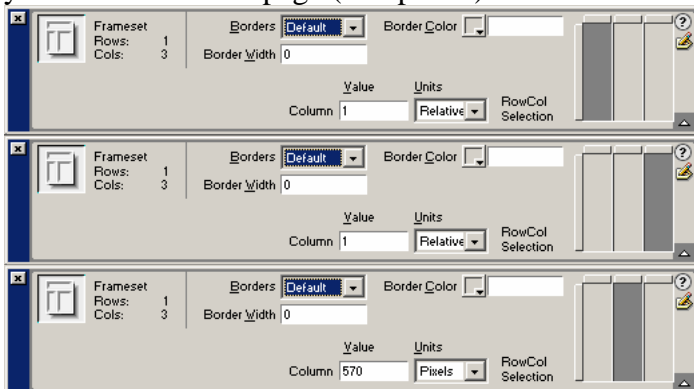 Frameset Borders Default Border Color
Rows: 1
Cols: 3 Border Width 0
Value Units
Column 1 Relative RowCol
Selection
Frameset Borders Default Border Color
Rows: 1
Cols: 3 Border Width 0
Value Units
Column 1 Relative RowCol
Selection
Frameset Borders Default Border Color
Rows: 1
Cols: 3 Border Width 0
Value Units
Column 570 Pixels RowCol
Selection